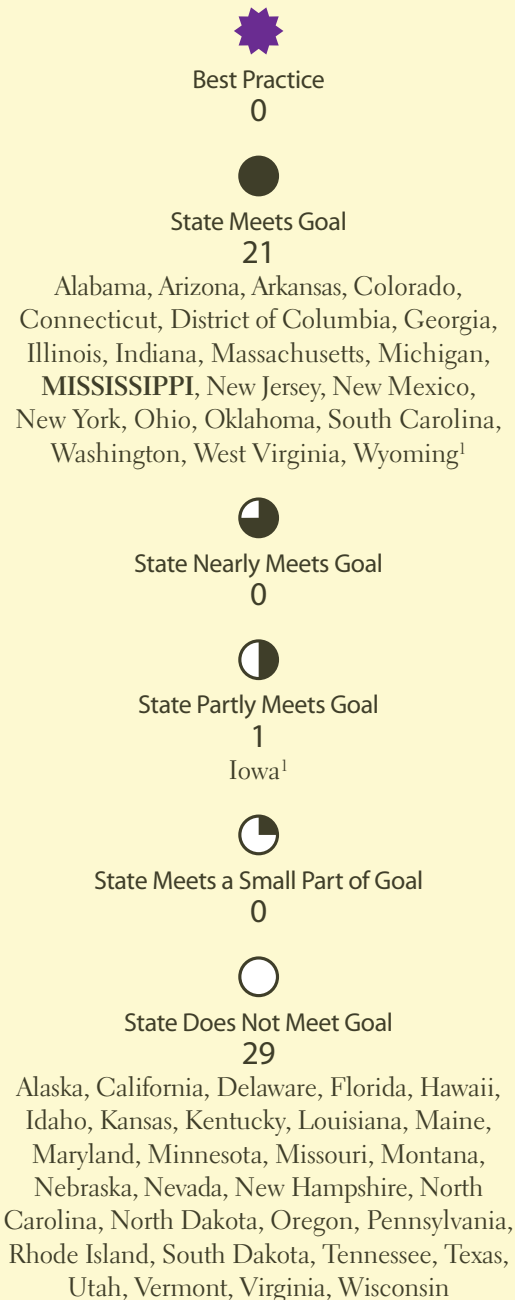 Best Practice
0
State Meets Goal
21
Alabama, Arizona, Arkansas, Colorado,
Connecticut, District of Columbia, Georgia,
Illinois, Indiana, Massachusetts, Michigan,
MISSISSIPPI, New Jersey, New Mexico,
New York, Ohio, Oklahoma, South Carolina,
Washington, West Virginia, Wyoming¹
State Nearly Meets Goal
0
State Partly Meets Goal
1
Iowa¹
State Meets a Small Part of Goal
0
State Does Not Meet Goal
29
Alaska, California, Delaware, Florida, Hawaii,
Idaho, Kansas, Kentucky, Louisiana, Maine,
Maryland, Minnesota, Missouri, Montana,
Nebraska, Nevada, New Hampshire, North
Carolina, North Dakota, Oregon, Pennsylvania,
Rhode Island, South Dakota, Tennessee, Texas,
Utah, Vermont, Virginia, Wisconsin